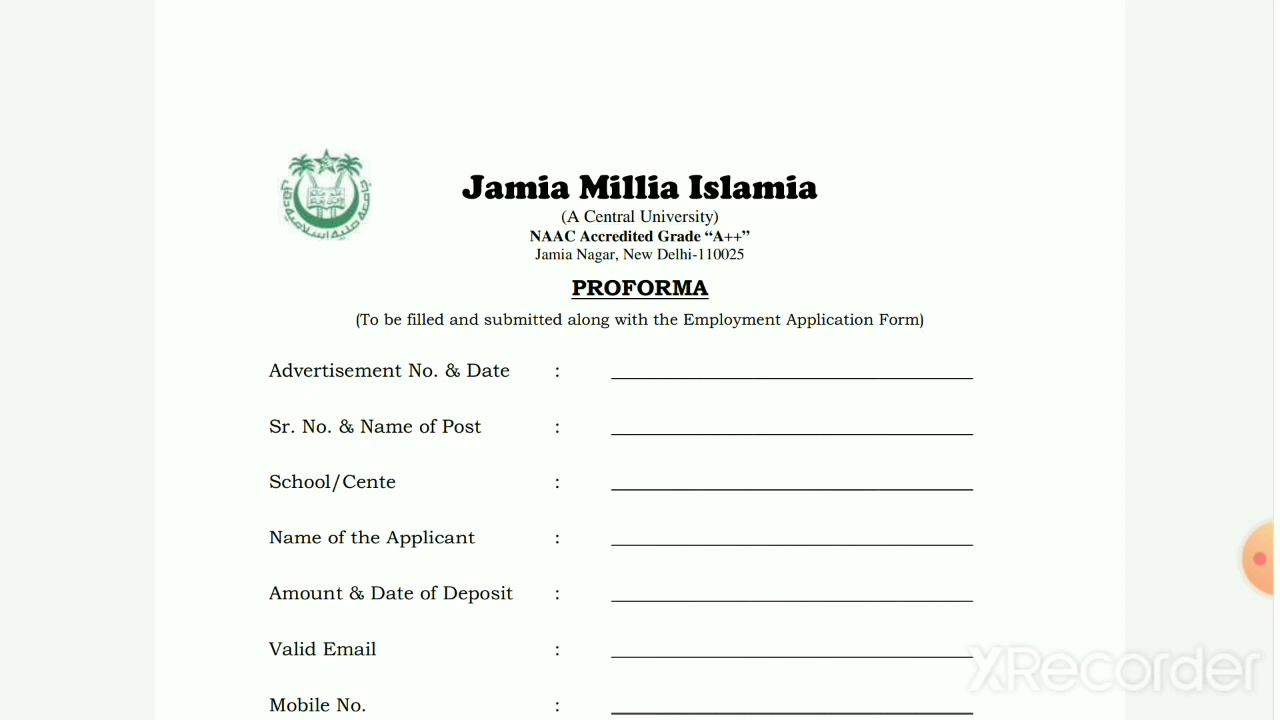 Jamia Millia Islamia
(A Central University)
NAAC Accredited Grade “A++”
Jamia Nagar, New Delhi-110025
PROFORMA
(To be filled and submitted along with the Employment Application Form)
Advertisement No. & Date :
Sr. No. & Name of Post :
School/Cente :
Name of the Applicant :
Amount & Date of Deposit :
Valid Email :
Mobile No. :
XRecorder